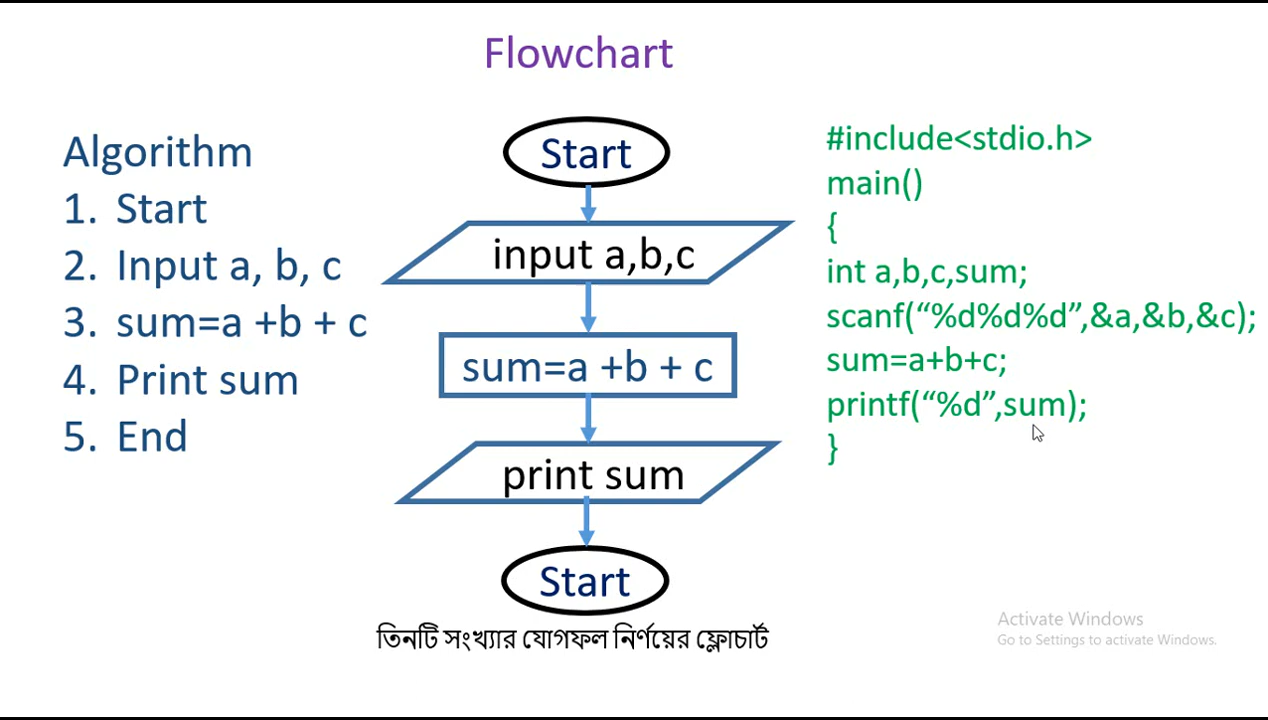 Flowchart
Algorithm
1. Start
2. Input a, b, c
3. sum=a +b + c
4. Print sum
5. End
Start
input a,b,c
sum=a +b + c
print sum
Start
তিনটি সংখ্যার যোগফল নির্ণয়ের ফ্লোচার্ট
#include<stdio.h>
main()
{
int a,b,c,sum;
scanf(“%d%d%d”,&a,&b,&c);
sum=a+b+c;
printf(“%d”,sum);
}
Activate Windows
Go to Settings to activate Windows.